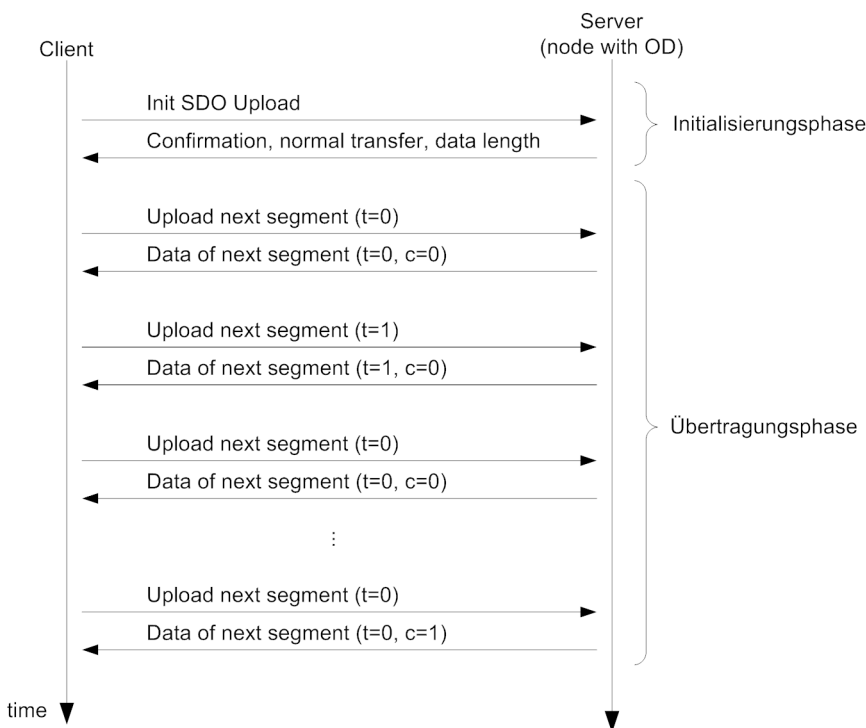 Client
Server
(node with OD)
Init SDO Upload
Confirmation, normal transfer, data length
Initialisierungsphase
Upload next segment (t=0)
Data of next segment (t=0, c=0)
Upload next segment (t=1)
Data of next segment (t=1, c=0)
Übertragungsphase
Upload next segment (t=0)
Data of next segment (t=0, c=0)
⋮
Upload next segment (t=0)
Data of next segment (t=0, c=1)
time